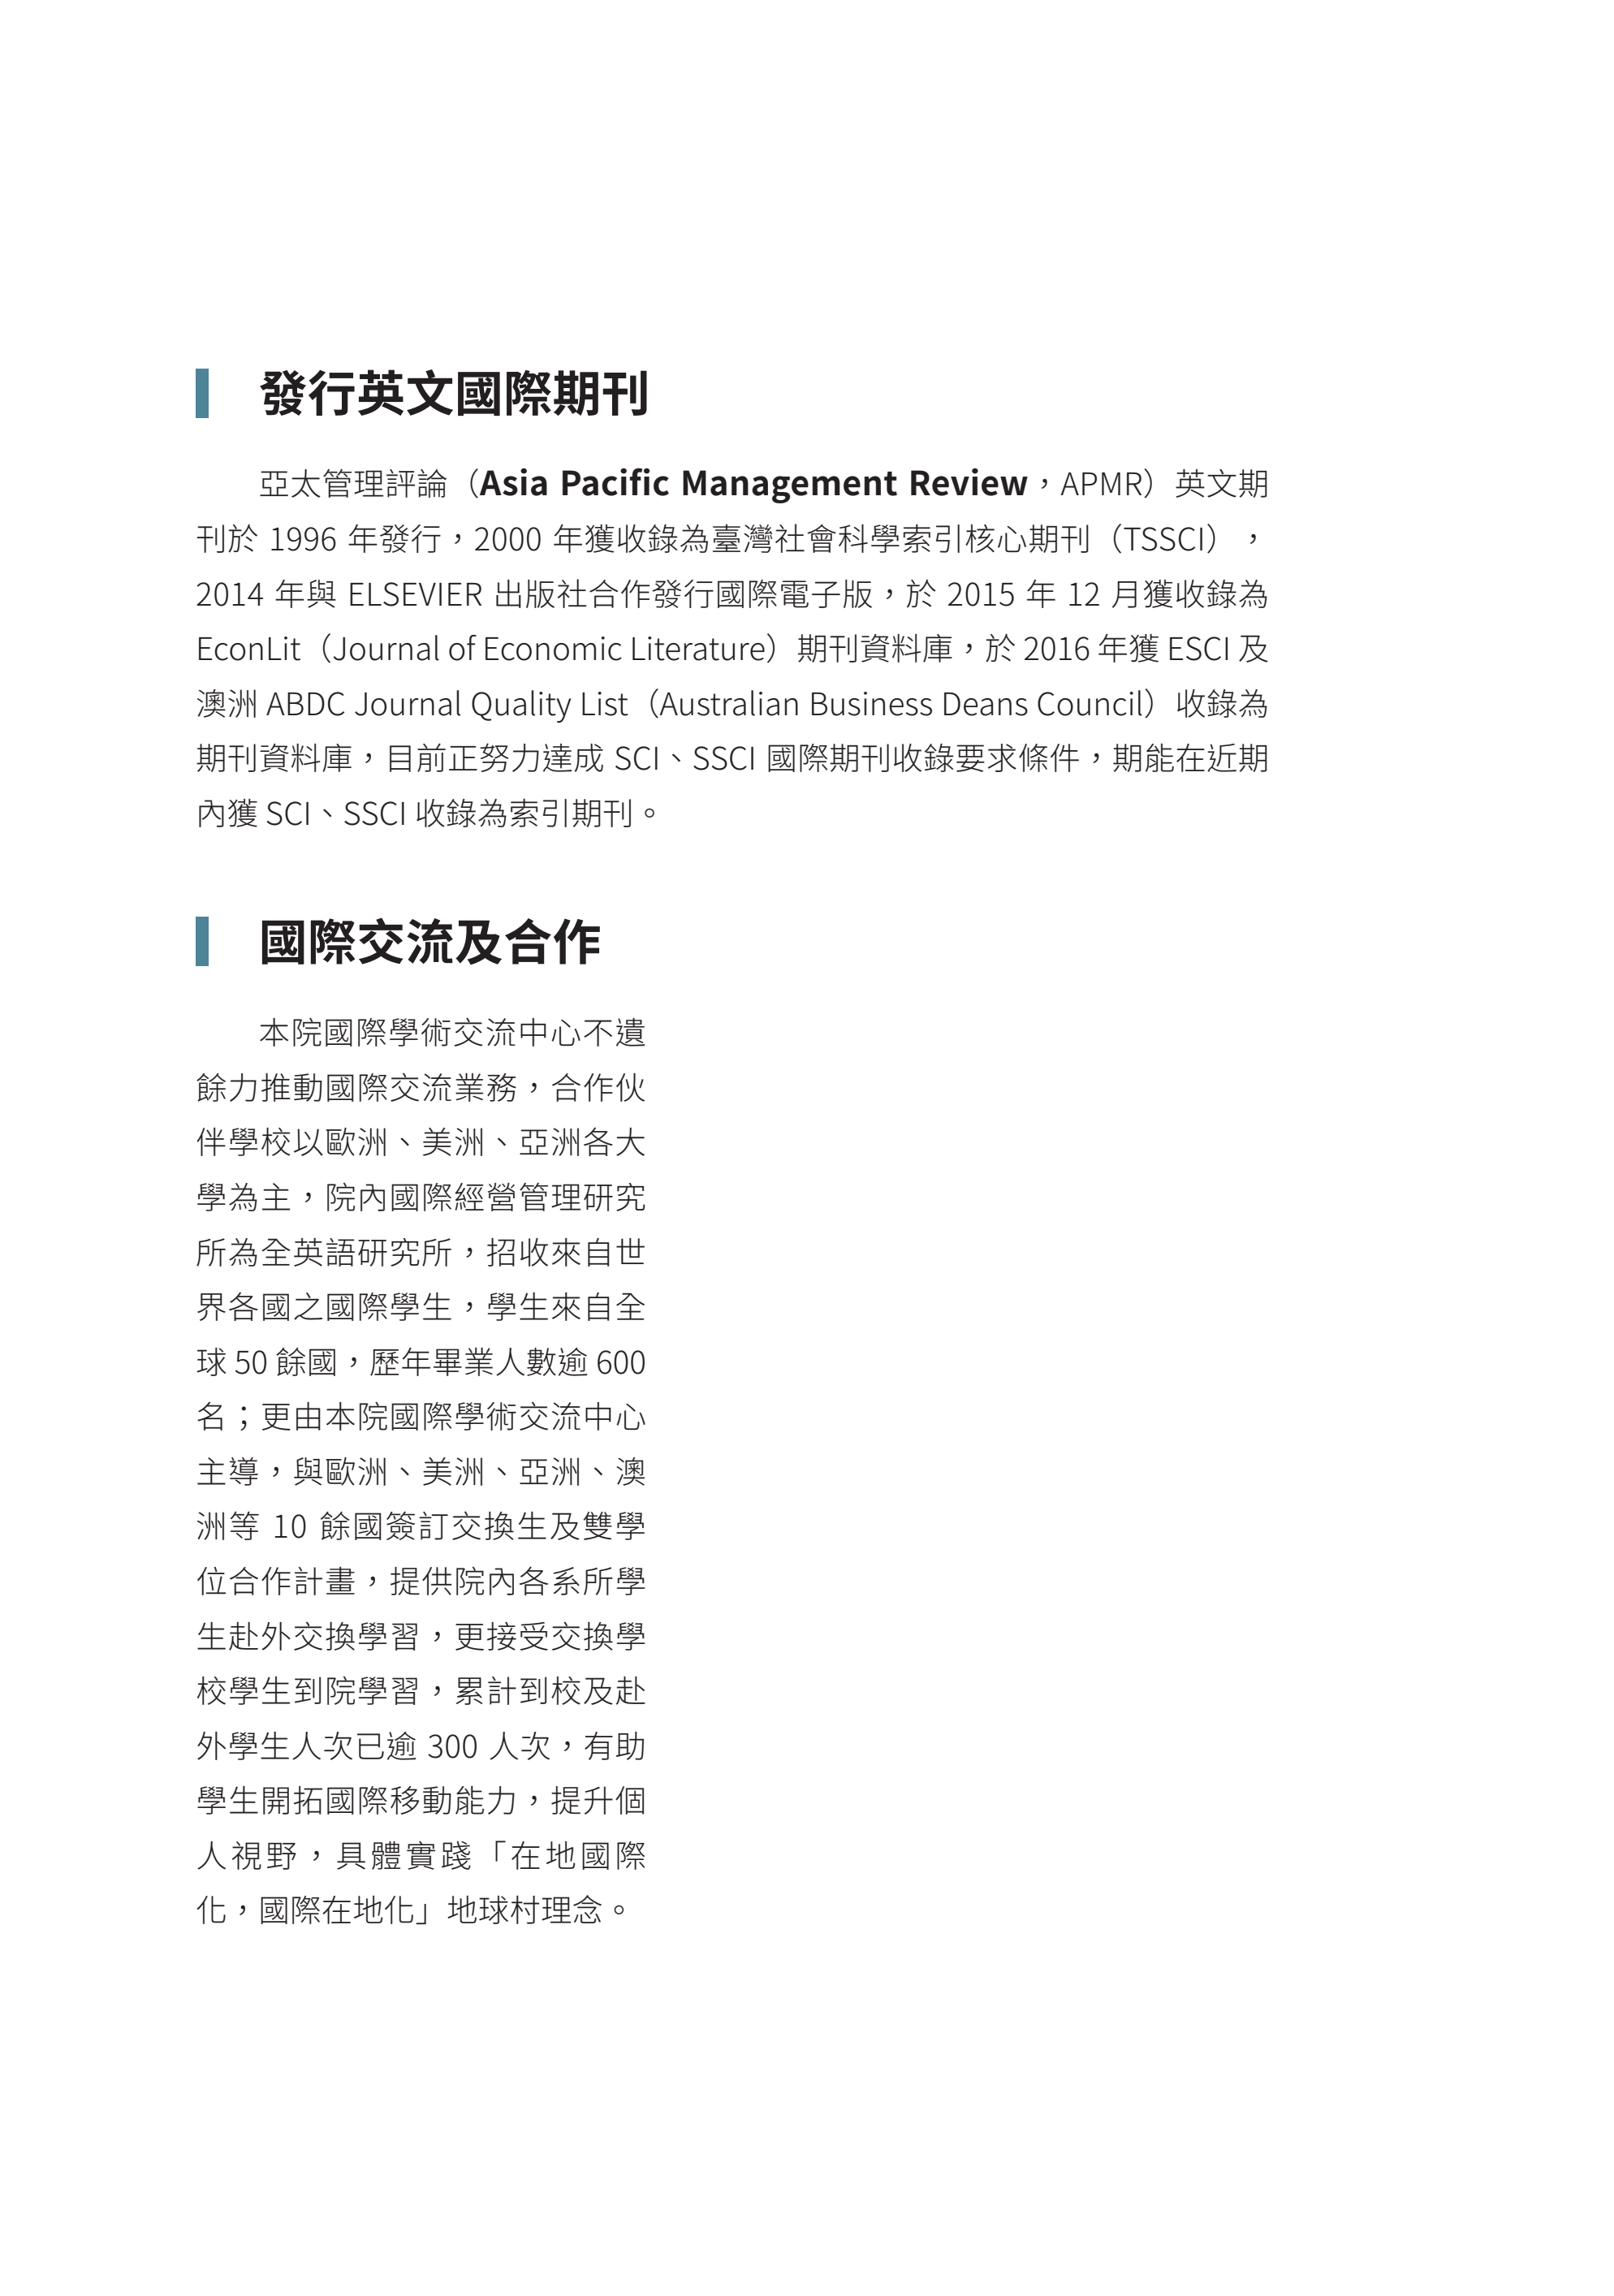 發行英文國際期刊
亞太管理評論（Asia Pacific Management Review，APMR）英文期
刊於 1996 年發行，2000 年獲收錄為臺灣社會科學索引核心期刊（TSSCI），
2014 年與 ELSEVIER 出版社合作發行國際電子版，於 2015 年 12 月獲收錄為
EconLit（Journal of Economic Literature）期刊資料庫，於 2016 年獲 ESCI 及
澳洲 ABDC Journal Quality List（Australian Business Deans Council）收錄為
期刊資料庫，目前正努力達成 SCI、SSCI 國際期刊收錄要求條件，期能在近期
內獲 SCI、SSCI 收錄為索引期刊。
國際交流及合作
本院國際學術交流中心不遺
餘力推動國際交流業務，合作伙
伴學校以歐洲、美洲、亞洲各大
學為主，院內國際經營管理研究
所為全英語研究所，招收來自世
界各國之國際學生，學生來自全
球 50 餘國，歷年畢業人數逾 600
名；更由本院國際學術交流中心
主導，與歐洲、美洲、亞洲、澳
洲等 10 餘國簽訂交換生及雙學
位合作計畫，提供院內各系所學
生赴外交換學習，更接受交換學
校學生到院學習，累計到校及赴
外學生人次已逾 300 人次，有助
學生開拓國際移動能力，提升個
人視野，具體實踐「在地國際
化，國際在地化」地球村理念。